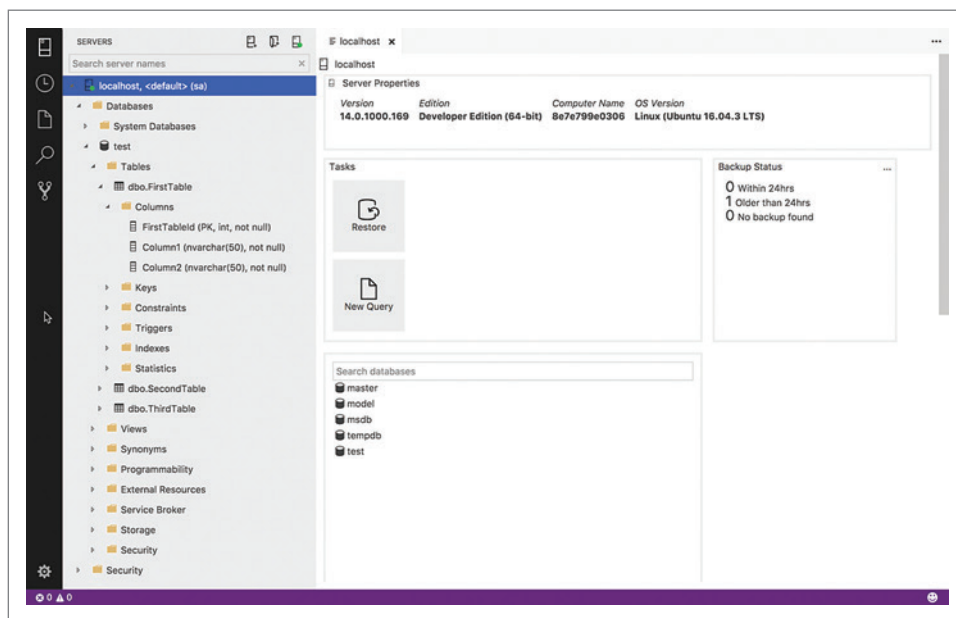 SERVERS
Search server names
localhost, <default> (sa)
Databases
System Databases
test
Tables
dbo.FirstTable
Columns
FirstTableId (PK, int, not null)
Column1 (nvarchar(50), not null)
Column2 (nvarchar(50), not null)
Keys
Constraints
Triggers
Indexes
Statistics
dbo.SecondTable
dbo.ThirdTable
Views
Synonyms
Programmability
External Resources
Service Broker
Storage
Security
Security
localhost
localhost
Server Properties
Version Edition Computer Name OS Version
14.0.1000.169 Developer Edition (64-bit) 8e7e799e0306 Linux (Ubuntu 16.04.3 LTS)
Tasks
Restore
New Query
Backup Status
0 Within 24hrs
1 Older than 24hrs
0 No backup found
Search databases
master
model
msdb
tempdb
test
0 0